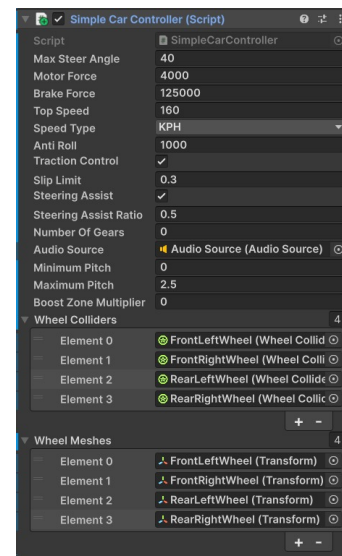 Simple Car Controller (Script)
Script SimpleCarController
Max Steer Angle 40
Motor Force 4000
Brake Force 125000
Top Speed 160
Speed Type KPH
Anti Roll 1000
Traction Control
Slip Limit 0.3
Steering Assist
Steering Assist Ratio 0.5
Number Of Gears 0
Audio Source Audio Source (Audio Source)
Minimum Pitch 0
Maximum Pitch 2.5
Boost Zone Multiplier 0
Wheel Colliders 4
Element 0 FrontLeftWheel (Wheel Collid
Element 1 FrontRightWheel (Wheel Colli
Element 2 RearLeftWheel (Wheel Collide
Element 3 RearRightWheel (Wheel Collic
+ -
Wheel Meshes 4
Element 0 FrontLeftWheel (Transform)
Element 1 FrontRightWheel (Transform)
Element 2 RearLeftWheel (Transform)
Element 3 RearRightWheel (Transform)
+ -